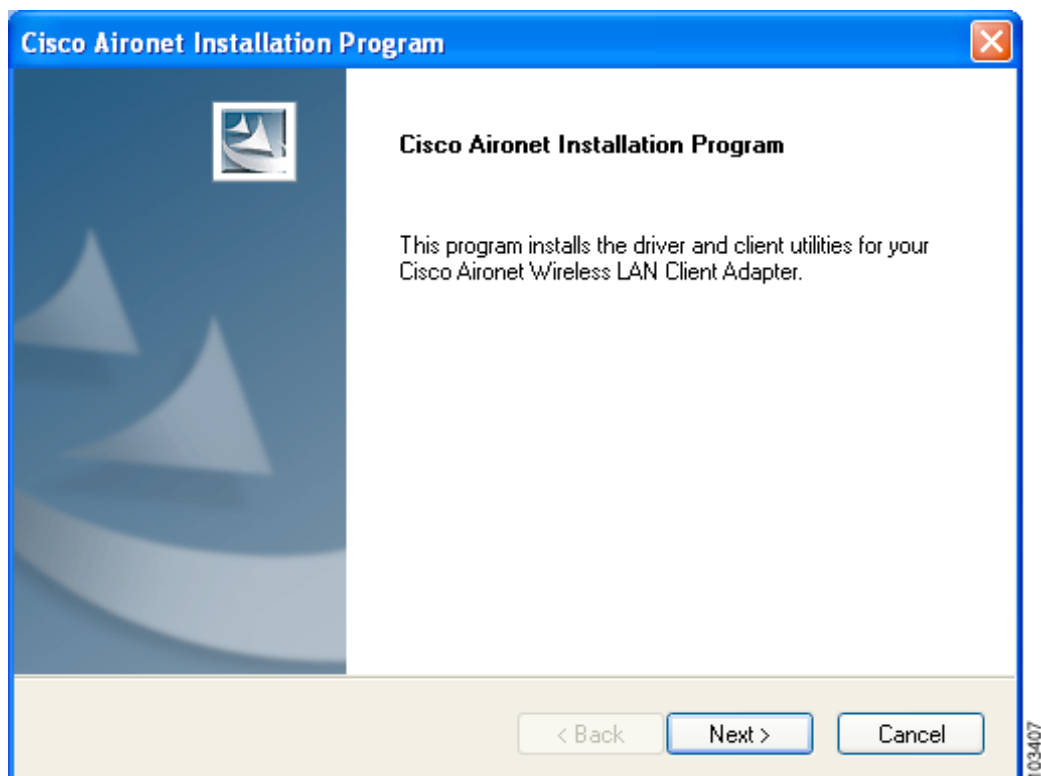 Cisco Aironet Installation Program
Cisco Aironet Installation Program
This program installs the driver and client utilities for your
Cisco Aironet Wireless LAN Client Adapter.
< Back
Next >
Cancel
103407